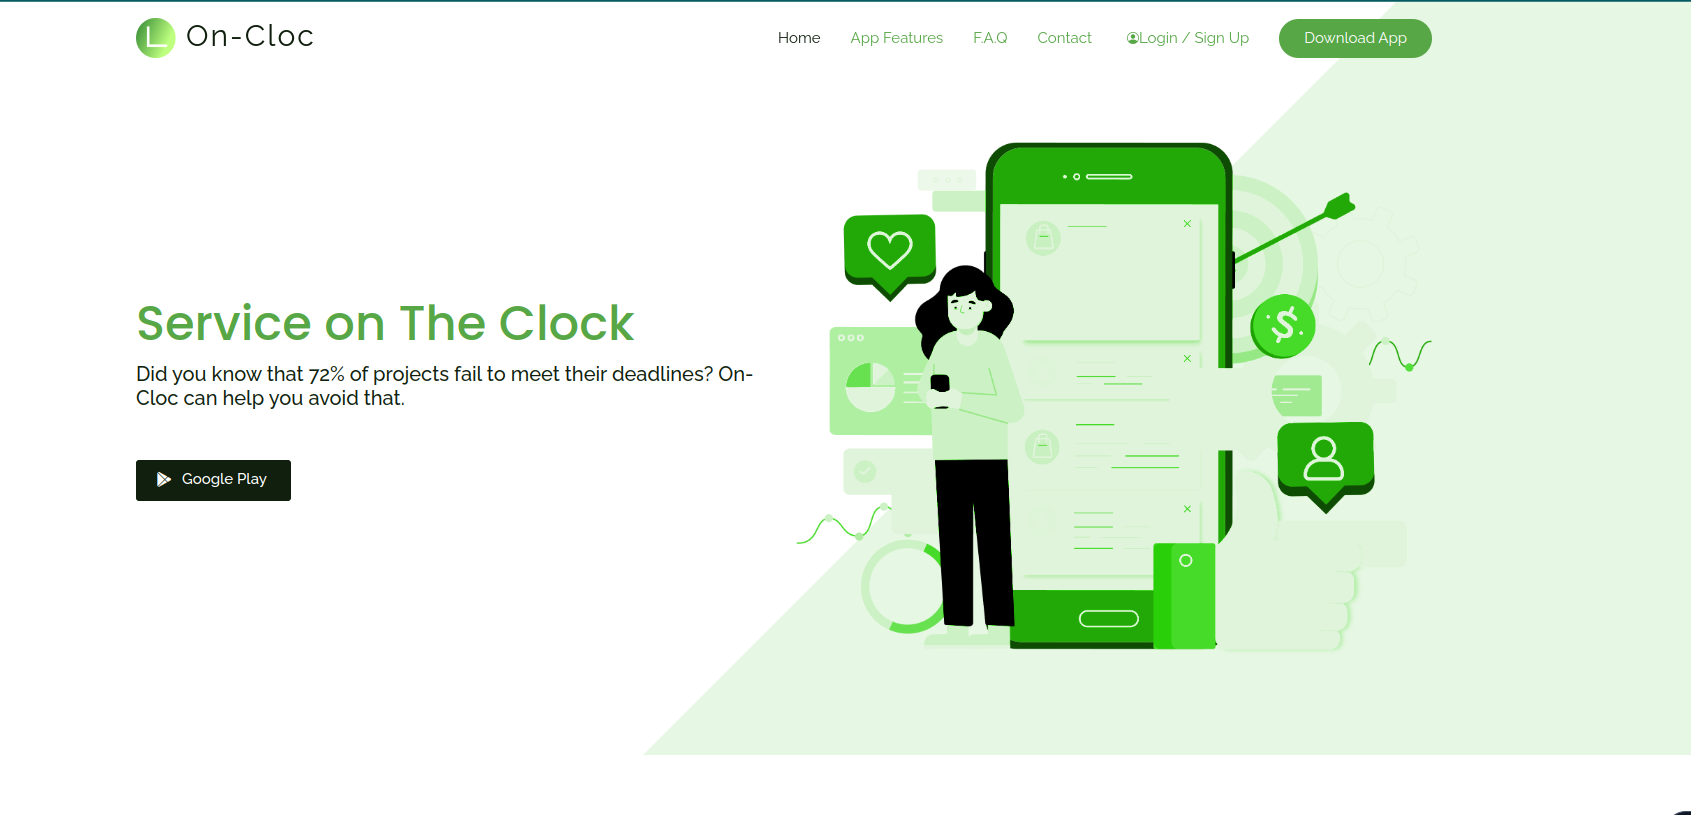 On-Cloc
Home
App Features
F.A.Q
Contact
Login / Sign Up
Download App
Service on The Clock
Did you know that 72% of projects fail to meet their deadlines? On-
Cloc can help you avoid that.
Google Play